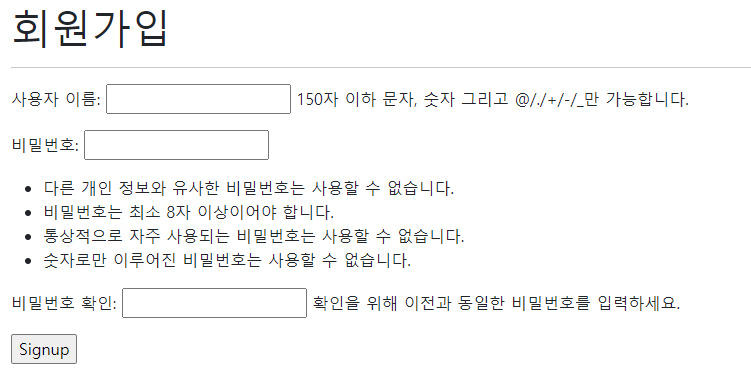 회원가입
사용자 이름: 150자 이하 문자, 숫자 그리고 @/./+/-/_만 가능합니다.
비밀번호:
다른 개인 정보와 유사한 비밀번호는 사용할 수 없습니다.
비밀번호는 최소 8자 이상이어야 합니다.
통상적으로 자주 사용되는 비밀번호는 사용할 수 없습니다.
숫자로만 이루어진 비밀번호는 사용할 수 없습니다.
비밀번호 확인: 확인을 위해 이전과 동일한 비밀번호를 입력하세요.
Signup